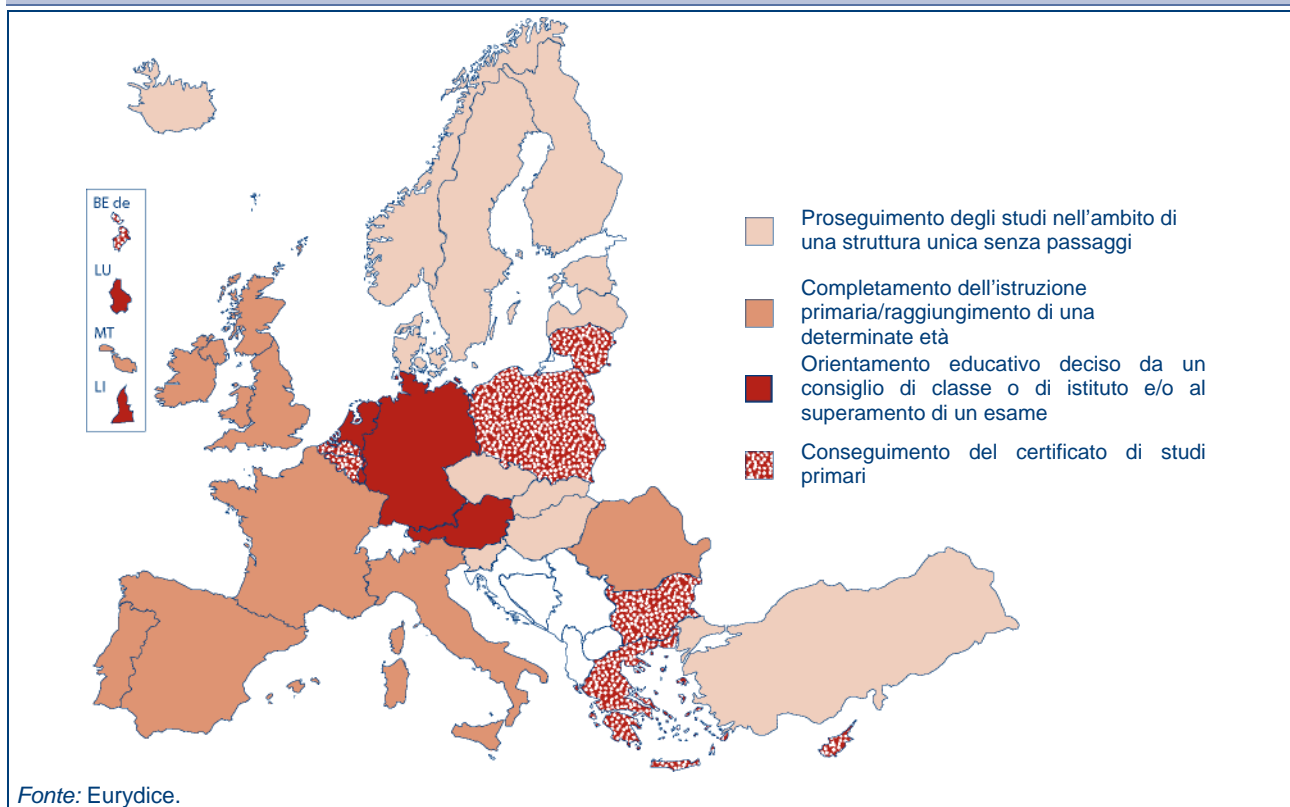 BE de
LU
MT
LI
Proseguimento degli studi nell'ambito di
una struttura unica senza passaggi
Completamento dell'istruzione
primaria/raggiungimento di una
determinate età
Orientamento educativo deciso da un
consiglio di classe o di istituto e/o al
superamento di un esame
Conseguimento del certificato di studi
primari
Fonte: Eurydice.